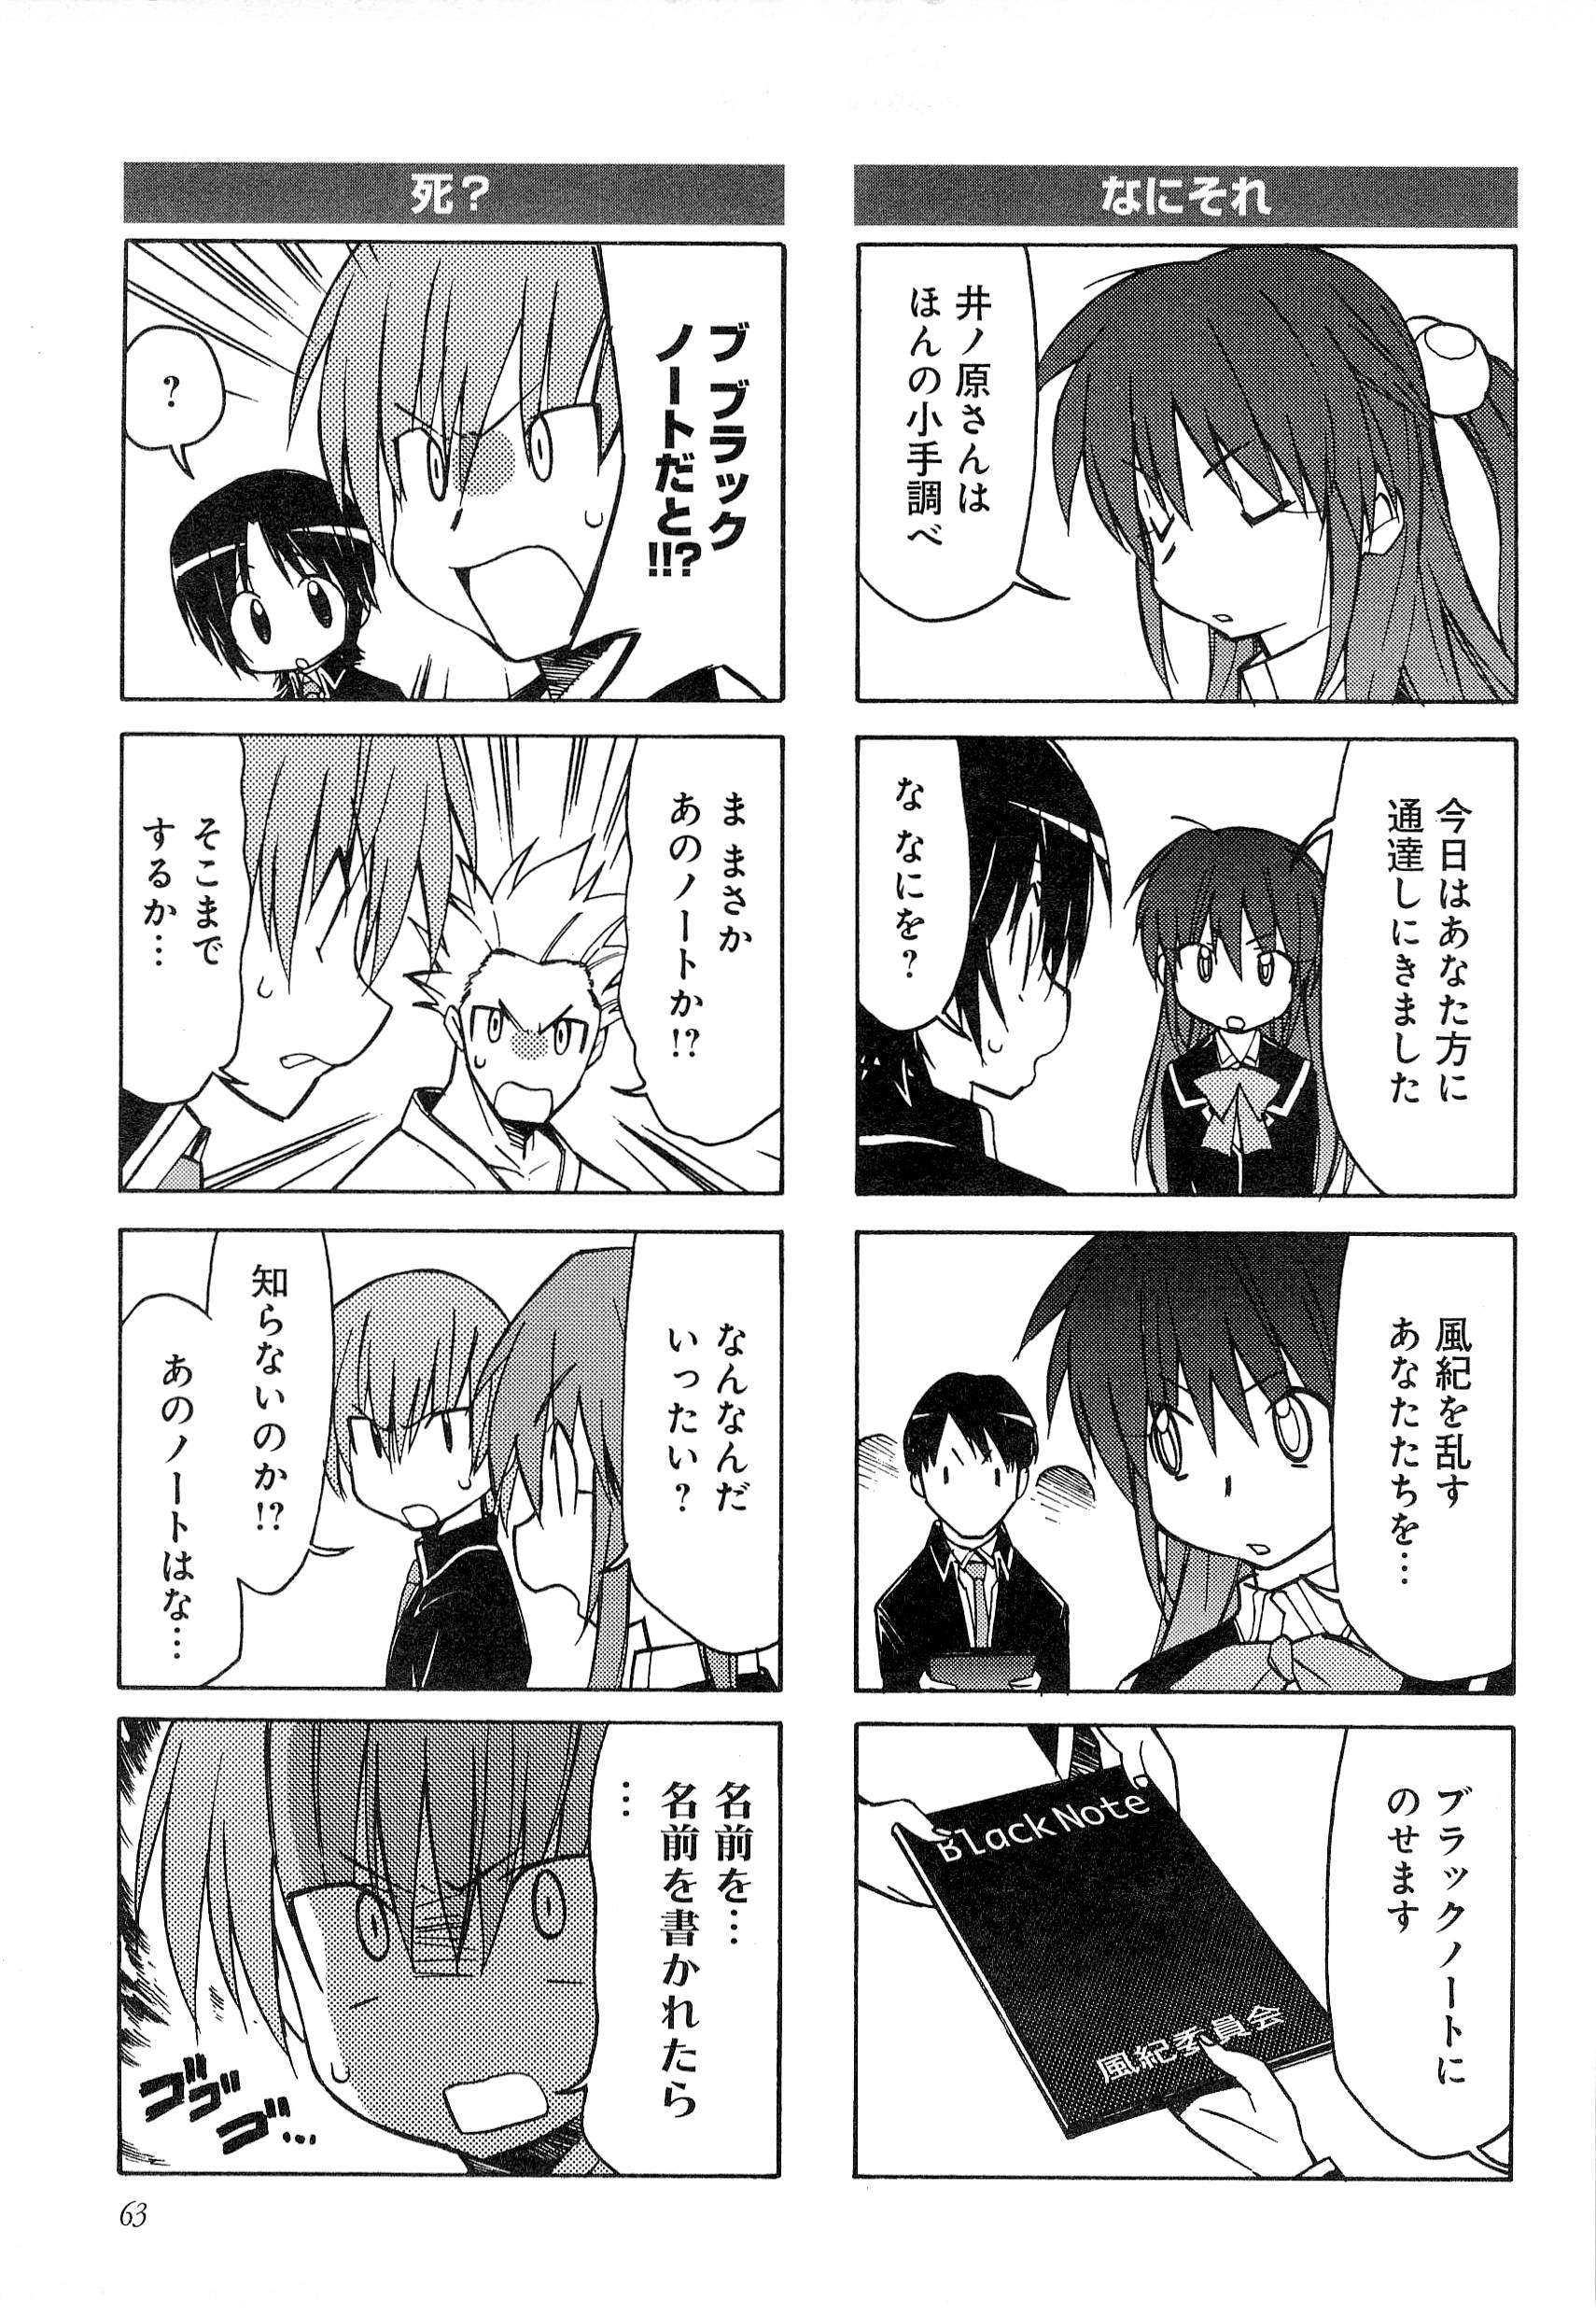 なにそれ
井ノ原さんは
ほんの小手調べ
今日はあなた方に
通達しにきました
な なにを?
風紀を乱す
あなたたちを…
ブラックノートに
のせます
Black Note
風紀委員会
死?
ブ ブラック
ノートだと!!?
?
ま まさか
あのノートか!?
そこまで
するか…
なんなんだ
いったい?
知らないのか!?
あのノートはな…
名前を…
名前を書かれたら
…
ゴゴゴ…
63